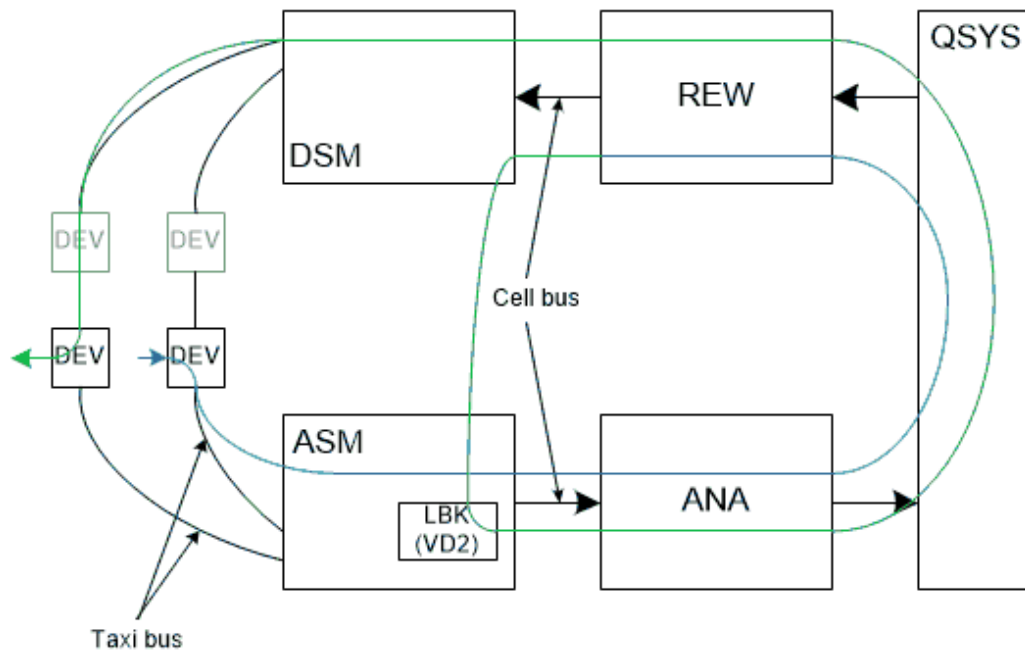 QSYS
REW
DSM
DEV
DEV
Cell bus
DEV
DEV
ASM
LBK
(VD2)
ANA
Taxi bus